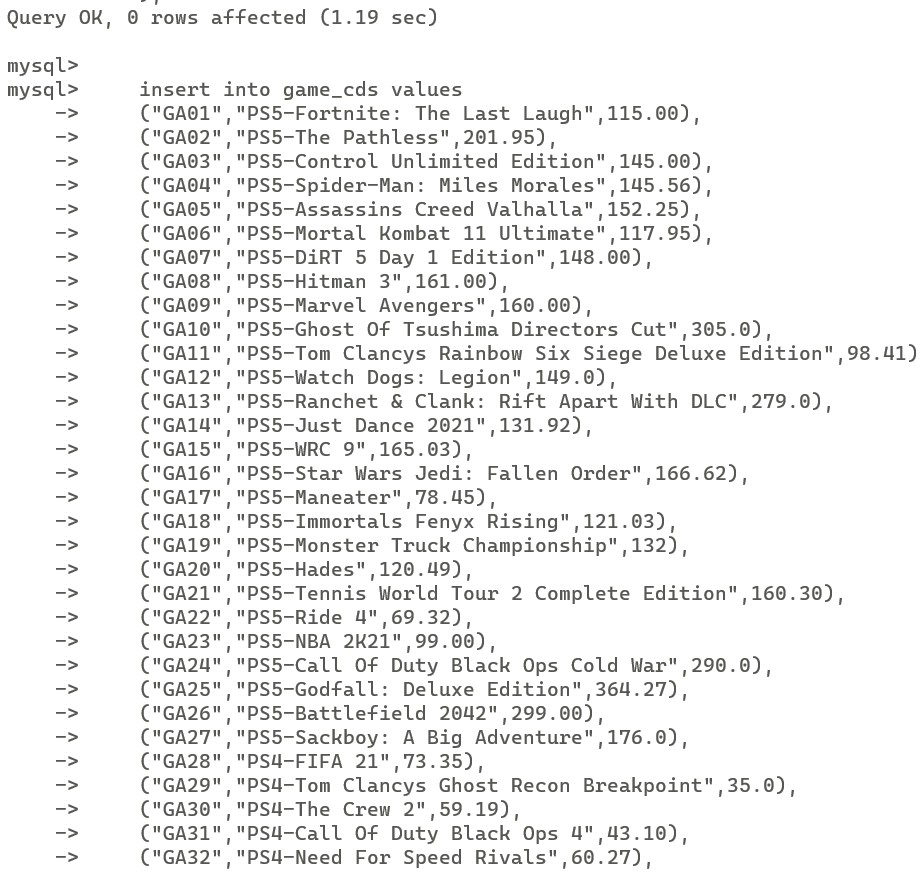 Query OK, 0 rows affected (1.19 sec)
mysql>
mysql>     insert into game_cds values
    ->     ("GA01","PS5-Fortnite: The Last Laugh",115.00),
    ->     ("GA02","PS5-The Pathless",201.95),
    ->     ("GA03","PS5-Control Unlimited Edition",145.00),
    ->     ("GA04","PS5-Spider-Man: Miles Morales",145.56),
    ->     ("GA05","PS5-Assassins Creed Valhalla",152.25),
    ->     ("GA06","PS5-Mortal Kombat 11 Ultimate",117.95),
    ->     ("GA07","PS5-DiRT 5 Day 1 Edition",148.00),
    ->     ("GA08","PS5-Hitman 3",161.00),
    ->     ("GA09","PS5-Marvel Avengers",160.00),
    ->     ("GA10","PS5-Ghost Of Tsushima Directors Cut",305.0),
    ->     ("GA11","PS5-Tom Clancys Rainbow Six Siege Deluxe Edition",98.41)
    ->     ("GA12","PS5-Watch Dogs: Legion",149.0),
    ->     ("GA13","PS5-Ranchet & Clank: Rift Apart With DLC",279.0),
    ->     ("GA14","PS5-Just Dance 2021",131.92),
    ->     ("GA15","PS5-WRC 9",165.03)
    ->     ("GA16","PS5-Star Wars Jedi: Fallen Order",166.62),
    ->     ("GA17","PS5-Maneater",78.45),
    ->     ("GA18","PS5-Immortals Fenyx Rising",121.03),
    ->     ("GA19","PS5-Monster Truck Championship",132),
    ->     ("GA20","PS5-Hades",120.49),
    ->     ("GA21","PS5-Tennis World Tour 2 Complete Edition",160.30),
    ->     ("GA22","PS5-Ride 4",69.32),
    ->     ("GA23","PS5-NBA 2K21",99.00),
    ->     ("GA24","PS5-Call Of Duty Black Ops Cold War",290.0),
    ->     ("GA25","PS5-Godfall: Deluxe Edition",364.27),
    ->     ("GA26","PS5-Battlefield 2042",299.00),
    ->     ("GA27","PS5-Sackboy: A Big Adventure",176.0),
    ->     ("GA28","PS4-FIFA 21",73.35),
    ->     ("GA29","PS4-Tom Clancys Ghost Recon Breakpoint",35.0),
    ->     ("GA30","PS4-The Crew 2",59.19),
    ->     ("GA31","PS4-Call Of Duty Black Ops 4",43.10),
    ->     ("GA32","PS4-Need For Speed Rivals",60.27),